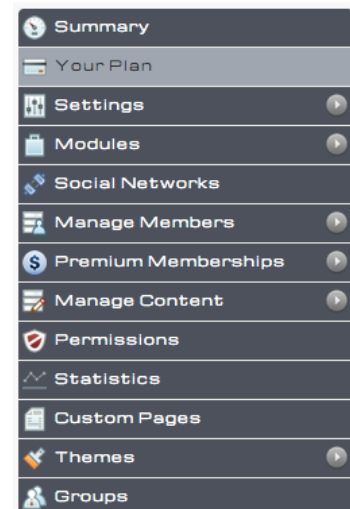 Summary
Your Plan
Settings
Modules
Social Networks
Manage Members
Premium Memberships
Manage Content
Permissions
Statistics
Custom Pages
Themes
Groups